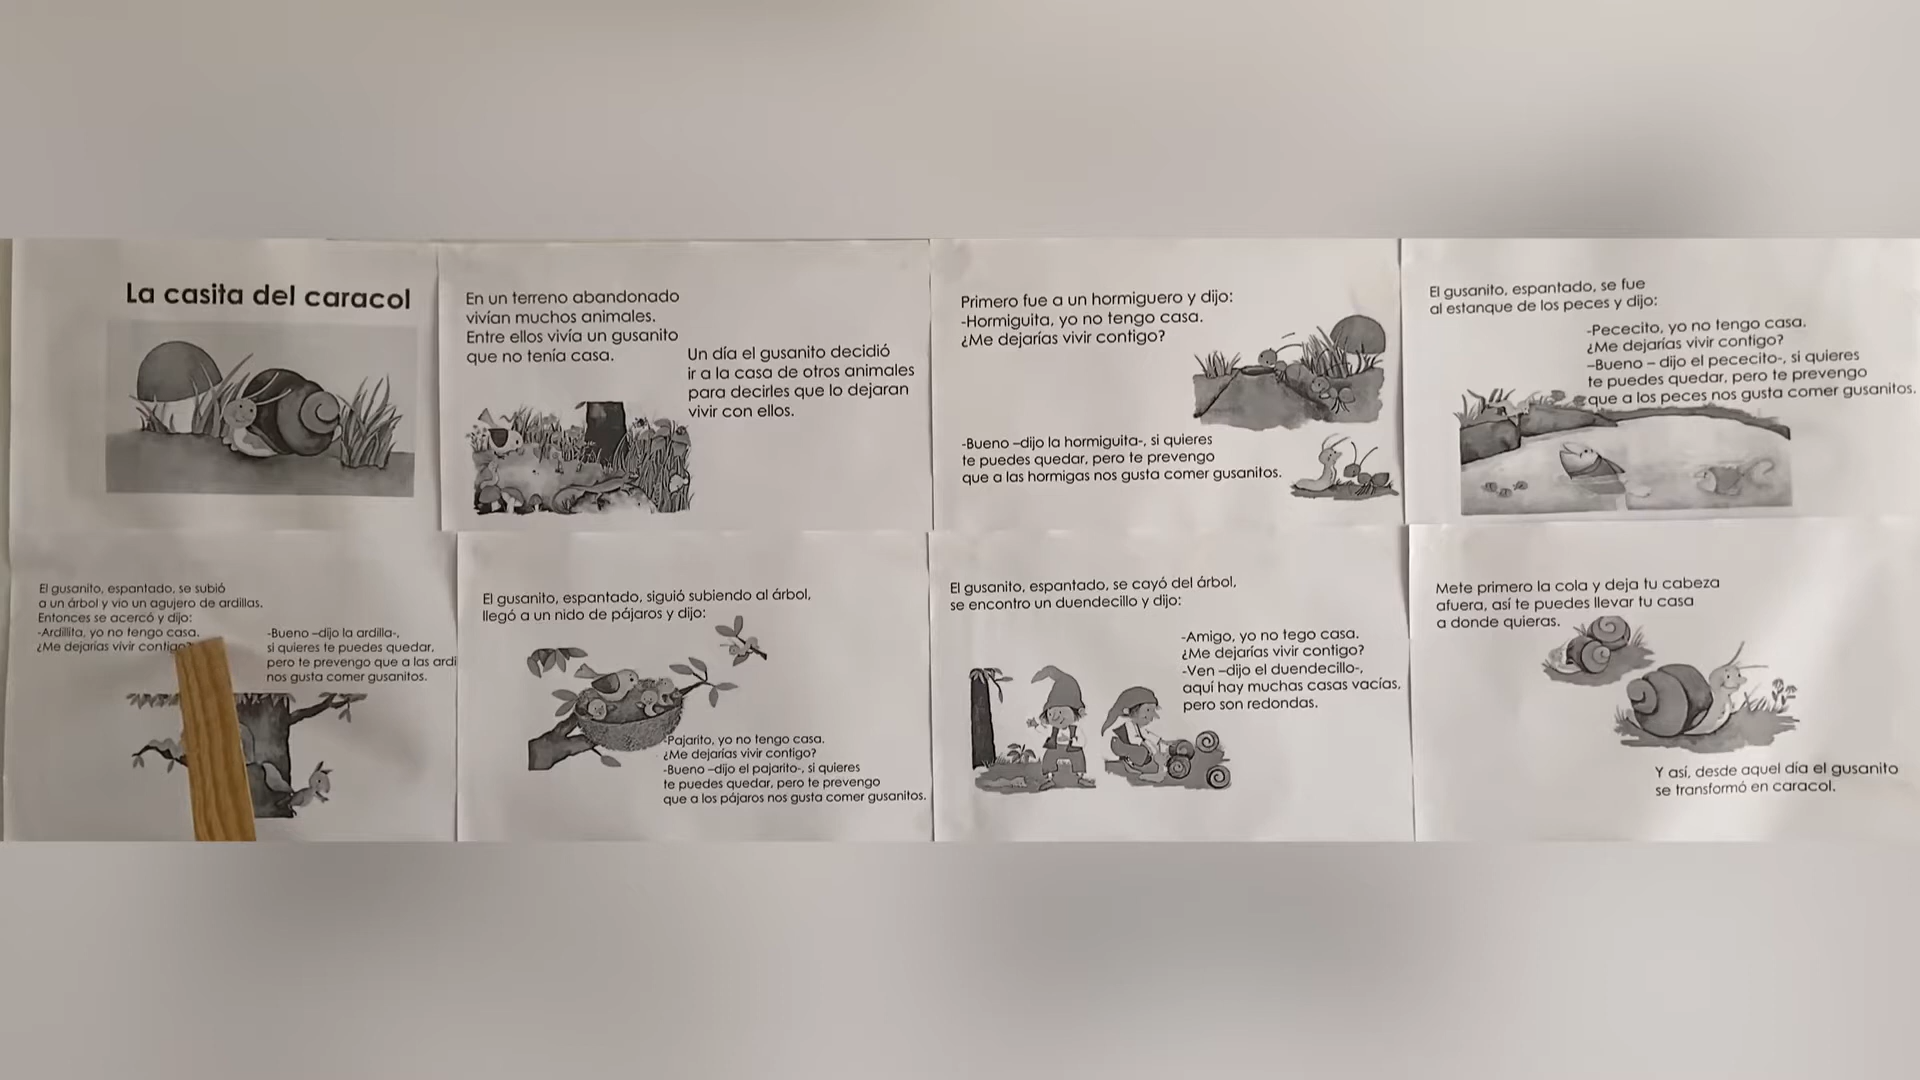 La casita del caracol
En un terreno abandonado
vivían muchos animales.
Entre ellos vivía un gusanito
que no tenía casa.
Un día el gusanito decidió
ir a la casa de otros animales
para decirles que lo dejaran
vivir con ellos.
Primero fue a un hormiguero y dijo:
-Hormiguita, yo no tengo casa.
¿Me dejarías vivir contigo?
-Bueno –dijo la hormiguita-, si quieres
te puedes quedar, pero te prevengo
que a las hormigas nos gusta comer gusanitos.
El gusanito, espantado, se fue
al estanque de los peces y dijo:
-Pececito, yo no tengo casa.
¿Me dejarías vivir contigo?
–Bueno – dijo el pececito-, si quieres
te puedes quedar, pero te prevengo
que a los peces nos gusta comer gusanitos.
El gusanito, espantado, se subió
a un árbol y vio un agujero de ardillas.
Entonces se acercó y dijo:
-Ardillita, yo no tengo casa.
¿Me dejarías vivir contigo?
-Bueno –dijo la ardilla-,
si quieres te puedes quedar,
pero te prevengo que a las ardi
nos gusta comer gusanitos.
El gusanito, espantado, siguió subiendo al árbol,
llegó a un nido de pájaros y dijo:
-Pajarito, yo no tengo casa.
¿Me dejarías vivir contigo?
-Bueno –dijo el pajarito-, si quieres
te puedes quedar, pero te prevengo
que a los pájaros nos gusta comer gusanitos.
El gusanito, espantado, se cayó del árbol,
se encontro un duendecillo y dijo:
-Amigo, yo no tego casa.
¿Me dejarías vivir contigo?
-Ven –dijo el duendecillo-,
aquí hay muchas casas vacías,
pero son redondas.
Mete primero la cola y deja tu cabeza
afuera, así te puedes llevar tu casa
a donde quieras.
Y así, desde aquel día el gusanito
se transformó en caracol.